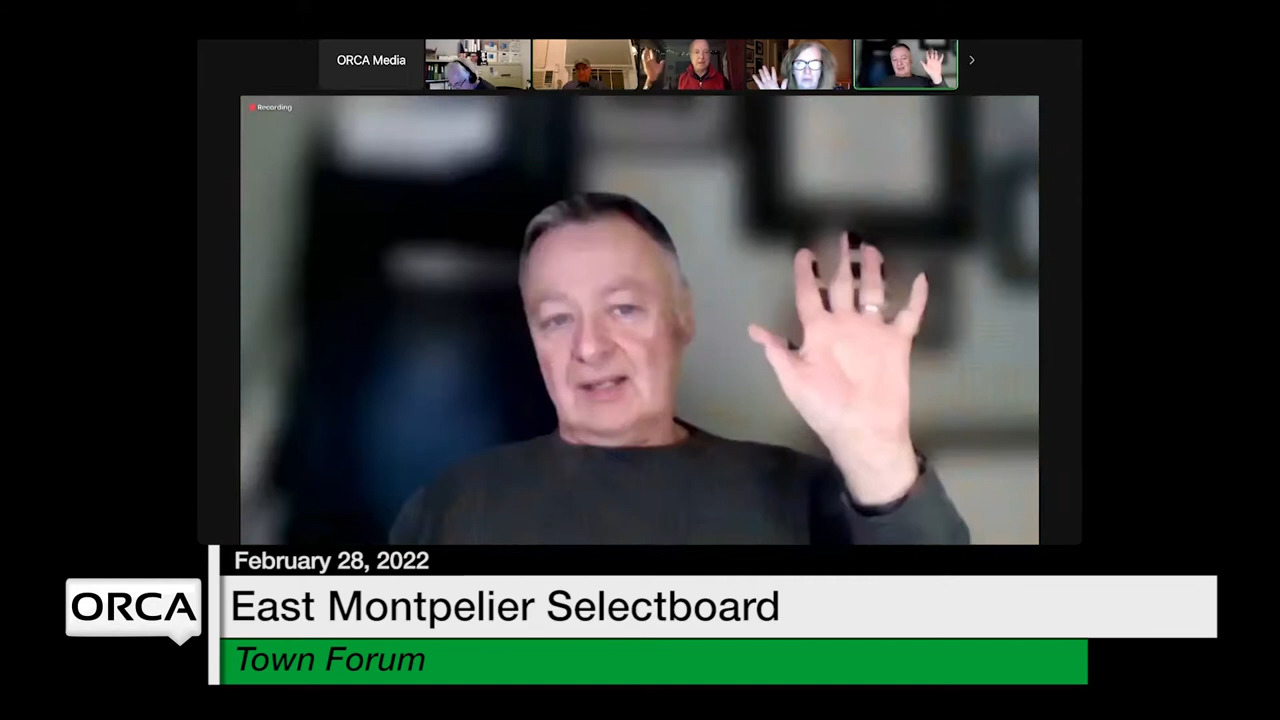 ORCA Media
Recording
February 28, 2022
ORCA
East Montpelier Selectboard
Town Forum